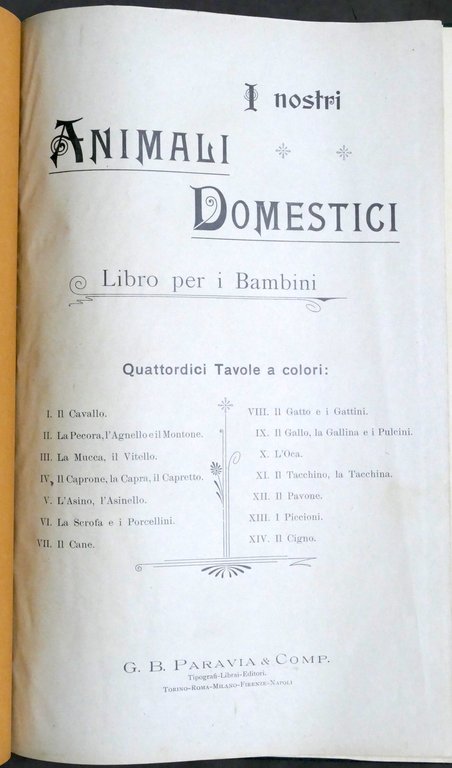 I nostri
ANIMALI
DOMESTICI
Libro per i Bambini
Quattordici Tavole a colori:
I. Il Cavallo.
II. La Pecora, l'Agnello e il Montone.
III. La Mucca, il Vitello.
IV. Il Caprone, la Capra, il Capretto.
V. L'Asino, l'Asinello.
VI. La Scrofa e i Porcellini.
VII. Il Cane.
VIII. Il Gatto e i Gattini.
IX. Il Gallo, la Gallina e i Pulcini.
X. L'Oca.
XI. Il Tacchino, la Tacchina.
XII. Il Pavone.
XIII. I Piccioni.
XIV. Il Cigno.
G. B. PARAVIA & COMP.
Tipografi-Librai-Editori.
TORINO-ROMA-MILANO-FIRENZE-NAPOLI